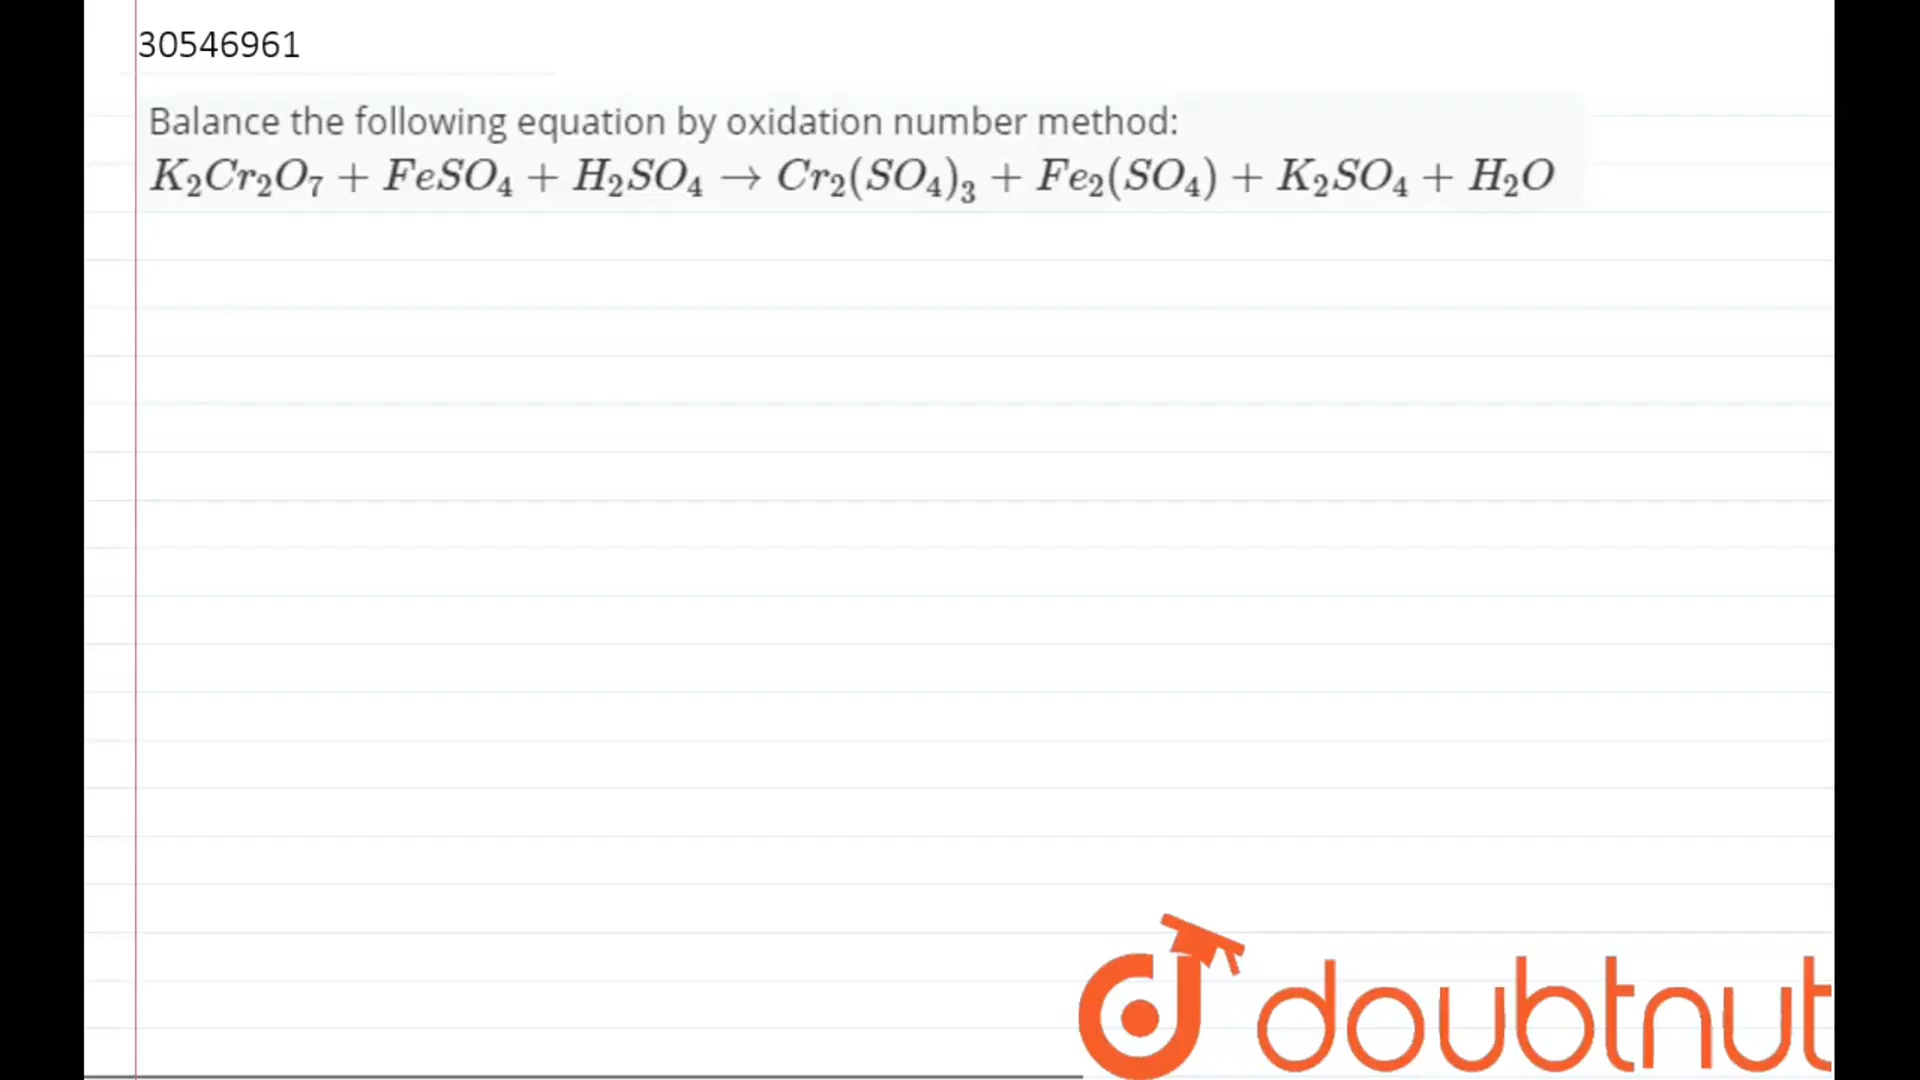 30546961
Balance the following equation by oxidation number method:
K₂Cr₂O₇ + FeSO₄ + H₂SO₄ → Cr₂(SO₄)₃ + Fe₂(SO₄) + K₂SO₄ + H₂O
doubtnut